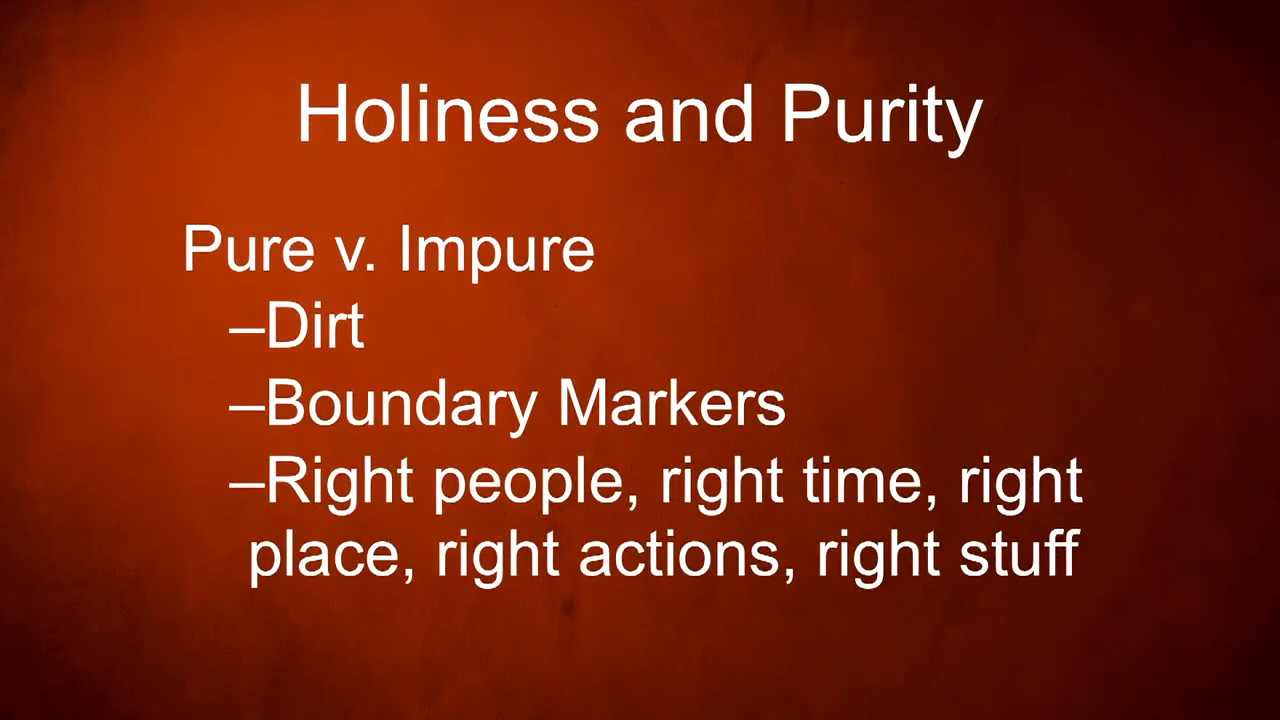 Holiness and Purity
Pure v. Impure
–Dirt
–Boundary Markers
–Right people, right time, right
place, right actions, right stuff